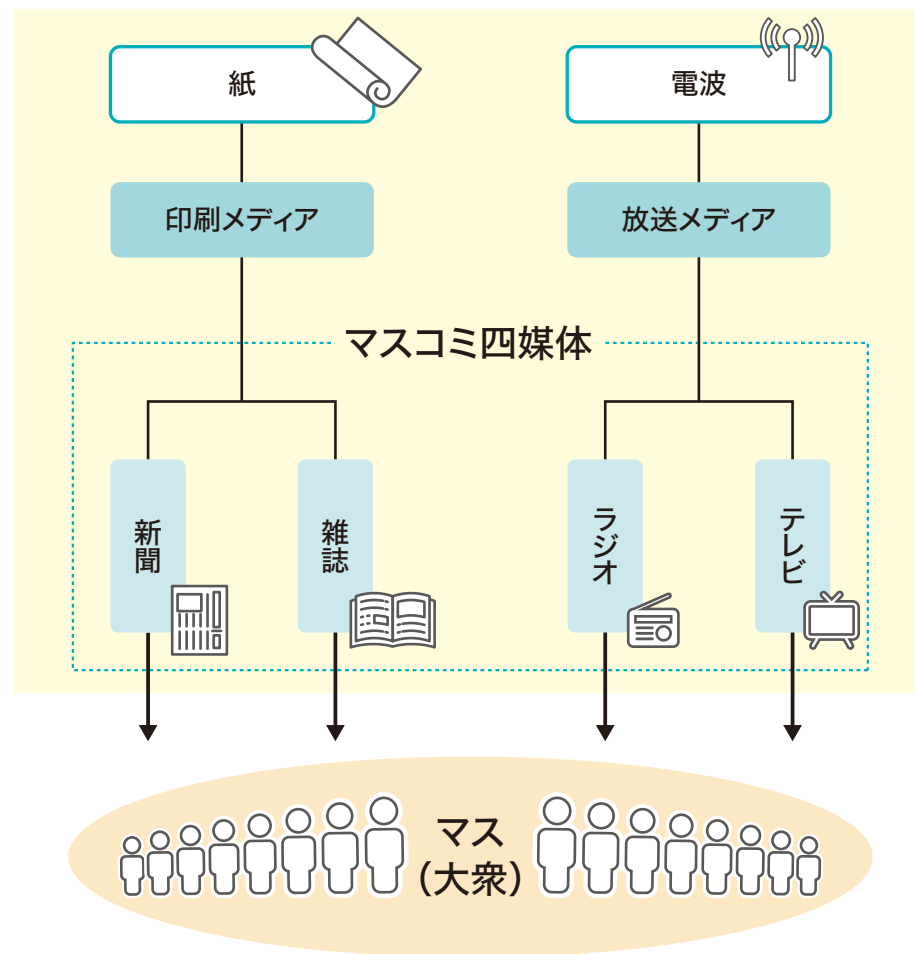 紙
電波
印刷メディア
放送メディア
マスコミ四媒体
新聞
雑誌
ラジオ
テレビ
マス
(大衆)